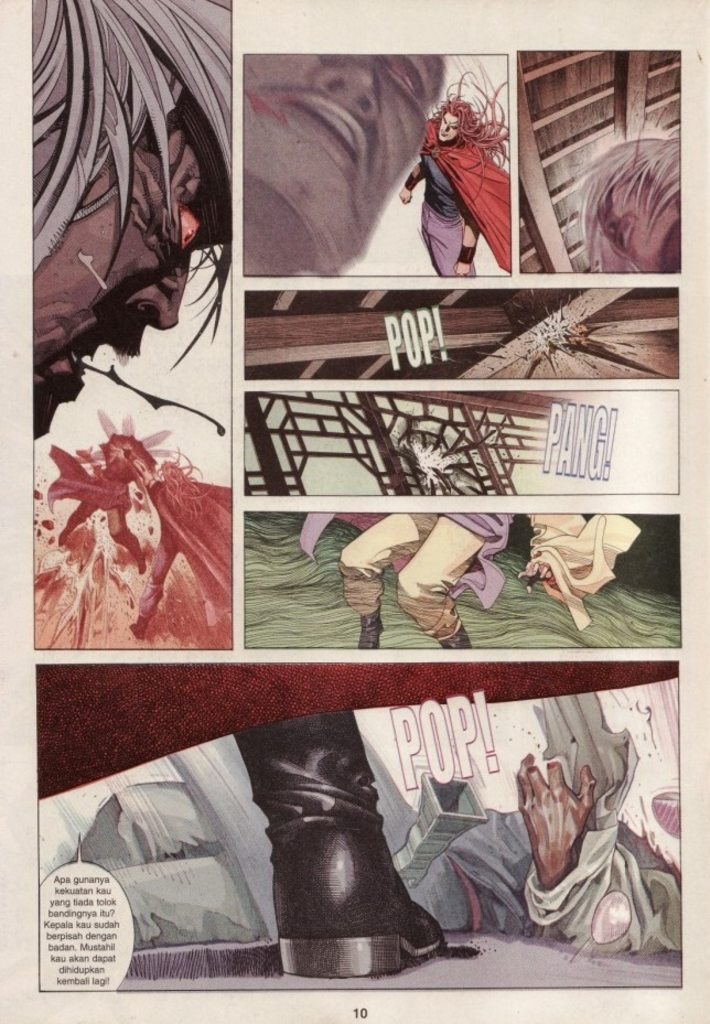 POP!
PANG!
POP!
Apa gunanya
kekuatan kau
yang tiada tolok
bandingnya itu?
Kepala kau sudah
berpisah dengan
badan. Mustahil
kau akan dapat
dihidupkan
kembali lagi!
10